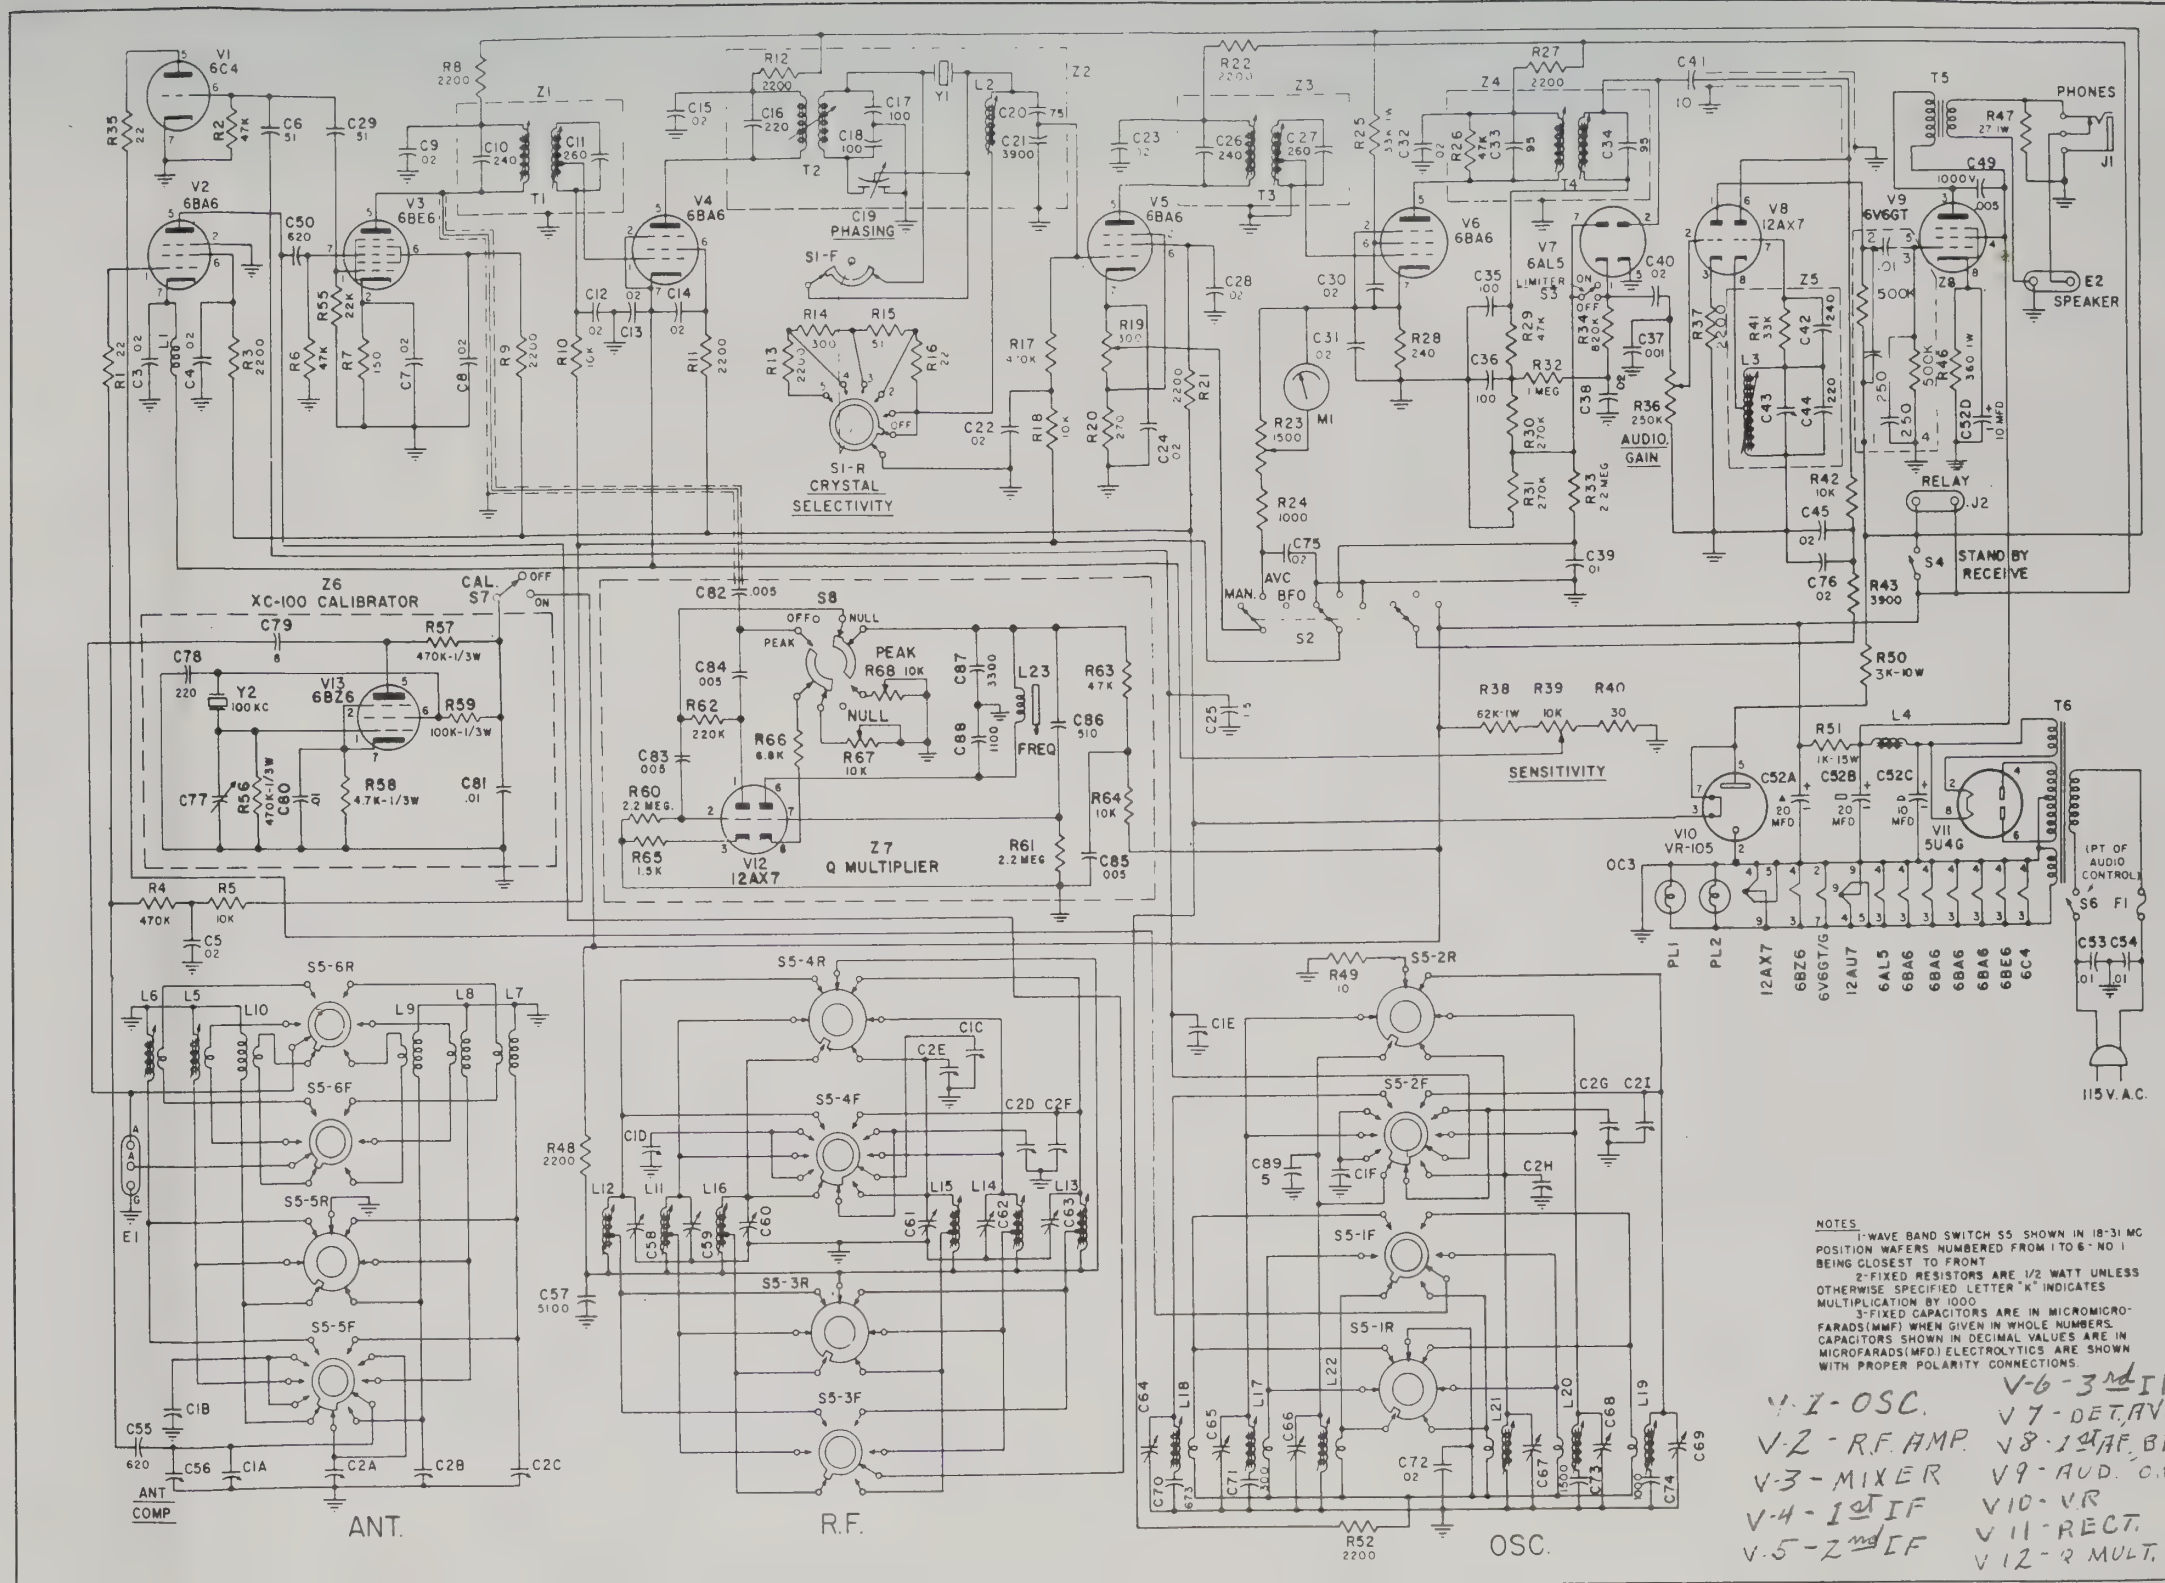 V1
6C4
R35
22
R2
47K
C6
51
C29
51
R8
2200
Z1
C9
02
C10
240
C11
260
T1
R12
2200
C15
02
C16
220
T2
C17
100
C18
100
Y1
L2
Z2
C20
75
C21
3900
C19
PHASING
R22
2200
Z3
C23
C26
240
C27
260
T3
R25
33K 1W
C32
02
Z4
R27
2200
R26
47K
C33
95
C34
95
T4
C41
10
T5
PHONES
R47
27 1W
J1
C49
1000V
.005
V2
6BA6
C50
620
V3
6BE6
V4
6BA6
V5
6BA6
V6
6BA6
V7
6AL5
LIMITER
S3
ON
OFF
V8
12AX7
V9
6V6GT
E2
SPEAKER
R1 22
C3 02
L1
C4 02
R3
2200
R6
47K
R55
22K
R7
150
C7 02
C8 02
R9
2200
R10
10K
C12
02
C13
02
C14
02
R11
2200
S1-F
R14
300
R15
51
R13
2200
R16
22
5
4
3
2
OFF
S1-R
CRYSTAL
SELECTIVITY
C22
02
R17
470K
R18
10K
R19
300
R20
270
C24
02
C28
02
2200
R21
C30
02
C31
02
R28
240
M1
R23
1500
R24
1000
C35
100
C36
100
R29
47K
R32
1 MEG
R34
820K
C38
02
C40
02
C37
001
R30
270K
R31
270K
R33
2.2 MEG
R36
250K
AUDIO
GAIN
R37
2200
Z5
R41
33K
C42
240
L3
C43
C44
220
.01
500K
250
250
500K
Z8
R46
360 1W
C52D
10 MFD
RELAY
J2
R42
10K
C45
02
C76
02
R43
3900
S4
STAND BY
RECEIVE
C75
02
C39
01
MAN.
AVC
BFO
S2
Z6
XC-100 CALIBRATOR
CAL.
S7
OFF
ON
C79
8
R57
470K-1/3W
C78
220
Y2
100KC
V13
6BZ6
R59
100K-1/3W
C77
R56
470K-1/3W
C80
.01
R58
4.7K-1/3W
C81
.01
C82
.005
S8
OFF
NULL
PEAK
PEAK
R68 10K
C84
005
R62
220K
C83
005
R66
6.8K
NULL
R67
10K
C87
3300
C88
1100
L23
FREQ
R63
47K
C86
510
R64
10K
R60
2.2 MEG.
R65
1.5K
V12
12AX7
Z7
Q MULTIPLIER
R61
2.2 MEG
C85
005
C25
R38
62K-1W
R39
10K
R40
30
SENSITIVITY
R50
3K-10W
R51
1K-15W
L4
T6
C52A
20
MFD
C52B
20
MFD
C52C
10
MFD
V10
VR-105
OC3
V11
5U4G
(PT OF
AUDIO
CONTROL)
S6
F1
C53
.01
C54
.01
115V. A.C.
PL1
PL2
12AX7
6BZ6
6V6GT/G
12AU7
6AL5
6BA6
6BA6
6BA6
6BA6
6BE6
6C4
R4
470K
R5
10K
C5
02
S5-6R
L6
L5
L10
L9
L8
L7
S5-6F
A
A
G
E1
S5-5R
S5-5F
C1B
C55
620
C56
C1A
C2A
C2B
C2C
ANT
COMP
ANT.
S5-4R
C1C
C2E
S5-4F
C1D
C2D
C2F
R48
2200
L12
C58
L11
C59
L16
C60
C61
L15
L14
C62
L13
C63
S5-3R
C57
5100
S5-3F
R.F.
R49
10
S5-2R
C1E
S5-2F
C2G
C2I
C89
5
C1F
C2H
S5-1F
S5-1R
L22
C64
L18
C65
L17
C66
L21
L20
C68
L19
C69
C70
673
C71
300
C72
02
C67
1500
C73
C74
R52
2200
OSC.
NOTES
1-WAVE BAND SWITCH S5 SHOWN IN 18-31 MC
POSITION WAFERS NUMBERED FROM 1 TO 6 - NO 1
BEING CLOSEST TO FRONT
2-FIXED RESISTORS ARE 1/2 WATT UNLESS
OTHERWISE SPECIFIED LETTER "K" INDICATES
MULTIPLICATION BY 1000
3-FIXED CAPACITORS ARE IN MICROMICRO-
FARADS(MMF) WHEN GIVEN IN WHOLE NUMBERS.
CAPACITORS SHOWN IN DECIMAL VALUES ARE IN
MICROFARADS(MFD.) ELECTROLYTICS ARE SHOWN
WITH PROPER POLARITY CONNECTIONS.
V-1-OSC.
V-2-R.F. AMP.
V-3-MIXER
V-4-1st IF
V.5-2nd IF
V-6-3rd I
V7-DET, AV
V8-1st AF, B
V9-AUD. O.
V10-VR
V11-RECT.
V12-Q MULT.